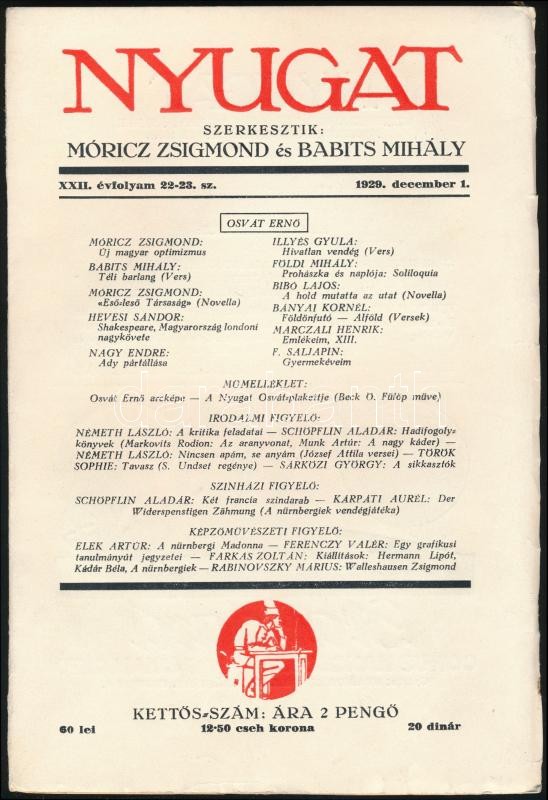 NYUGAT
SZERKESZTIK:
MÓRICZ ZSIGMOND és BABITS MIHÁLY
XXII. évfolyam 22-23. sz.
1929. december 1.
OSVÁT ERNŐ
MÓRICZ ZSIGMOND:
Új magyar optimizmus
BABITS MIHÁLY:
Téli barlang (Vers)
MÓRICZ ZSIGMOND:
«Eső-leső Társaság» (Novella)
HEVESI SÁNDOR:
Shakespeare, Magyarország londoni
nagykövete
NAGY ENDRE:
Ady pártállása
ILLYÉS GYULA:
Hivatlan vendég (Vers)
FÖLDI MIHÁLY:
Prohászka és naplója: Soliloquia
BIBÓ LAJOS:
A hold mutatta az utat (Novella)
BÁNYAI KORNÉL:
Földönfutó — Alföld (Versek)
MARCZALI HENRIK:
Emlékeim, XIII.
F. SALJAPIN:
Gyermekéveim
MŰMELLÉKLET:
Osvát Ernő arcképe — A Nyugat Osvát-plakettje (Beck Ö. Fülöp műve)
IRODALMI FIGYELŐ:
NÉMETH LÁSZLÓ: A kritika feladatai — SCHÖPFLIN ALADÁR: Hadifogoly-
könyvek (Markovits Rodion: Az aranyvonat, Munk Artúr: A nagy káder) —
NÉMETH LÁSZLÓ: Nincsen apám, se anyám (József Attila versei) — TÖRÖK
SOPHIE: Tavasz (S. Undset regénye) — SÁRKÖZI GYÖRGY: A sikkasztók
SZINHÁZI FIGYELŐ:
SCHÖPFLIN ALADÁR: Két francia szindarab — KÁRPÁTI AURÉL: Der
Widerspenstigen Zähmung (A nürnbergiek vendégjátéka)
KÉPZŐMŰVÉSZETI FIGYELŐ:
ELEK ARTÚR: A nürnbergi Madonna — FERENCZY VALÉR: Egy grafikusi
tanulmányút jegyzetei — FARKAS ZOLTÁN: Kiállítások: Hermann Lipót,
Kádár Béla, A nürnbergiek — RABINOVSZKY MÁRIUS: Walleshausen Zsigmond
KETTŐS-SZÁM: ÁRA 2 PENGŐ
60 lei
12·50 cseh korona
20 dinár